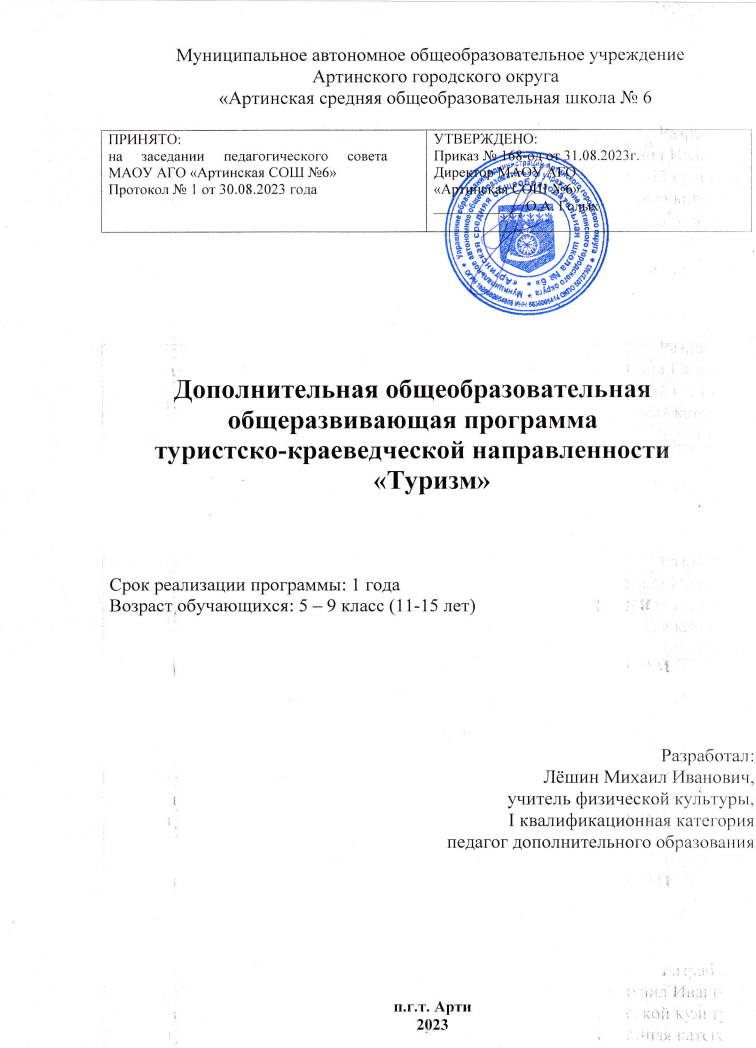 Муниципальное автономное общеобразовательное учреждение
Артинского городского округа
«Артинская средняя общеобразовательная школа № 6
ПРИНЯТО:
на заседании педагогического совета
МАОУ АГО «Артинская СОШ №6»
Протокол № 1 от 30.08.2023 года
УТВЕРЖДЕНО:
Приказ № 168-од от 31.08.2023г.
Директор МАОУ АГО
«Артинская СОШ №6»
О.А.
Дополнительная общеобразовательная
общеразвивающая программа
туристско-краеведческой направленности
«Туризм»
Срок реализации программы: 1 года
Возраст обучающихся: 5 – 9 класс (11-15 лет)
Разработал:
Лёшин Михаил Иванович,
учитель физической культуры,
I квалификационная категория
педагог дополнительного образования
п.г.т. Арти
2023